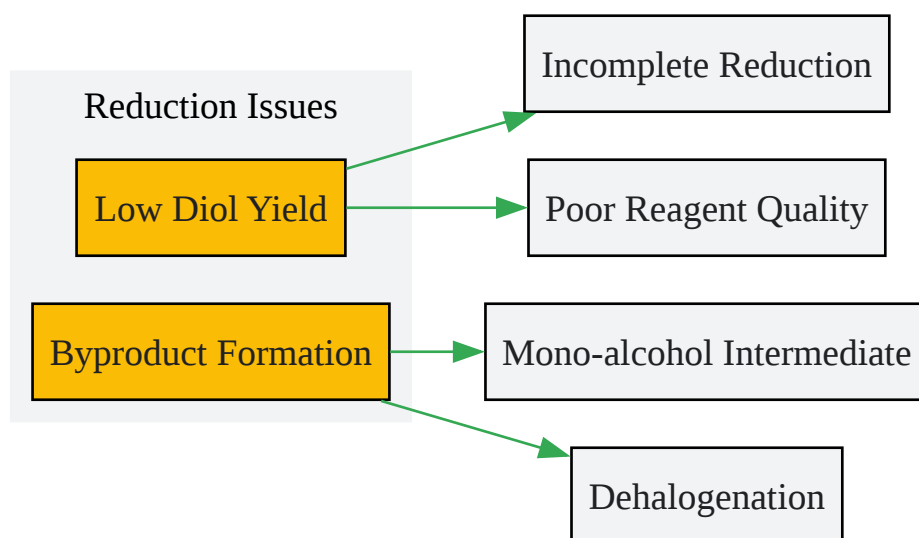 Incomplete Reduction
Reduction Issues
Low Diol Yield
Poor Reagent Quality
Byproduct Formation
Mono-alcohol Intermediate
Dehalogenation